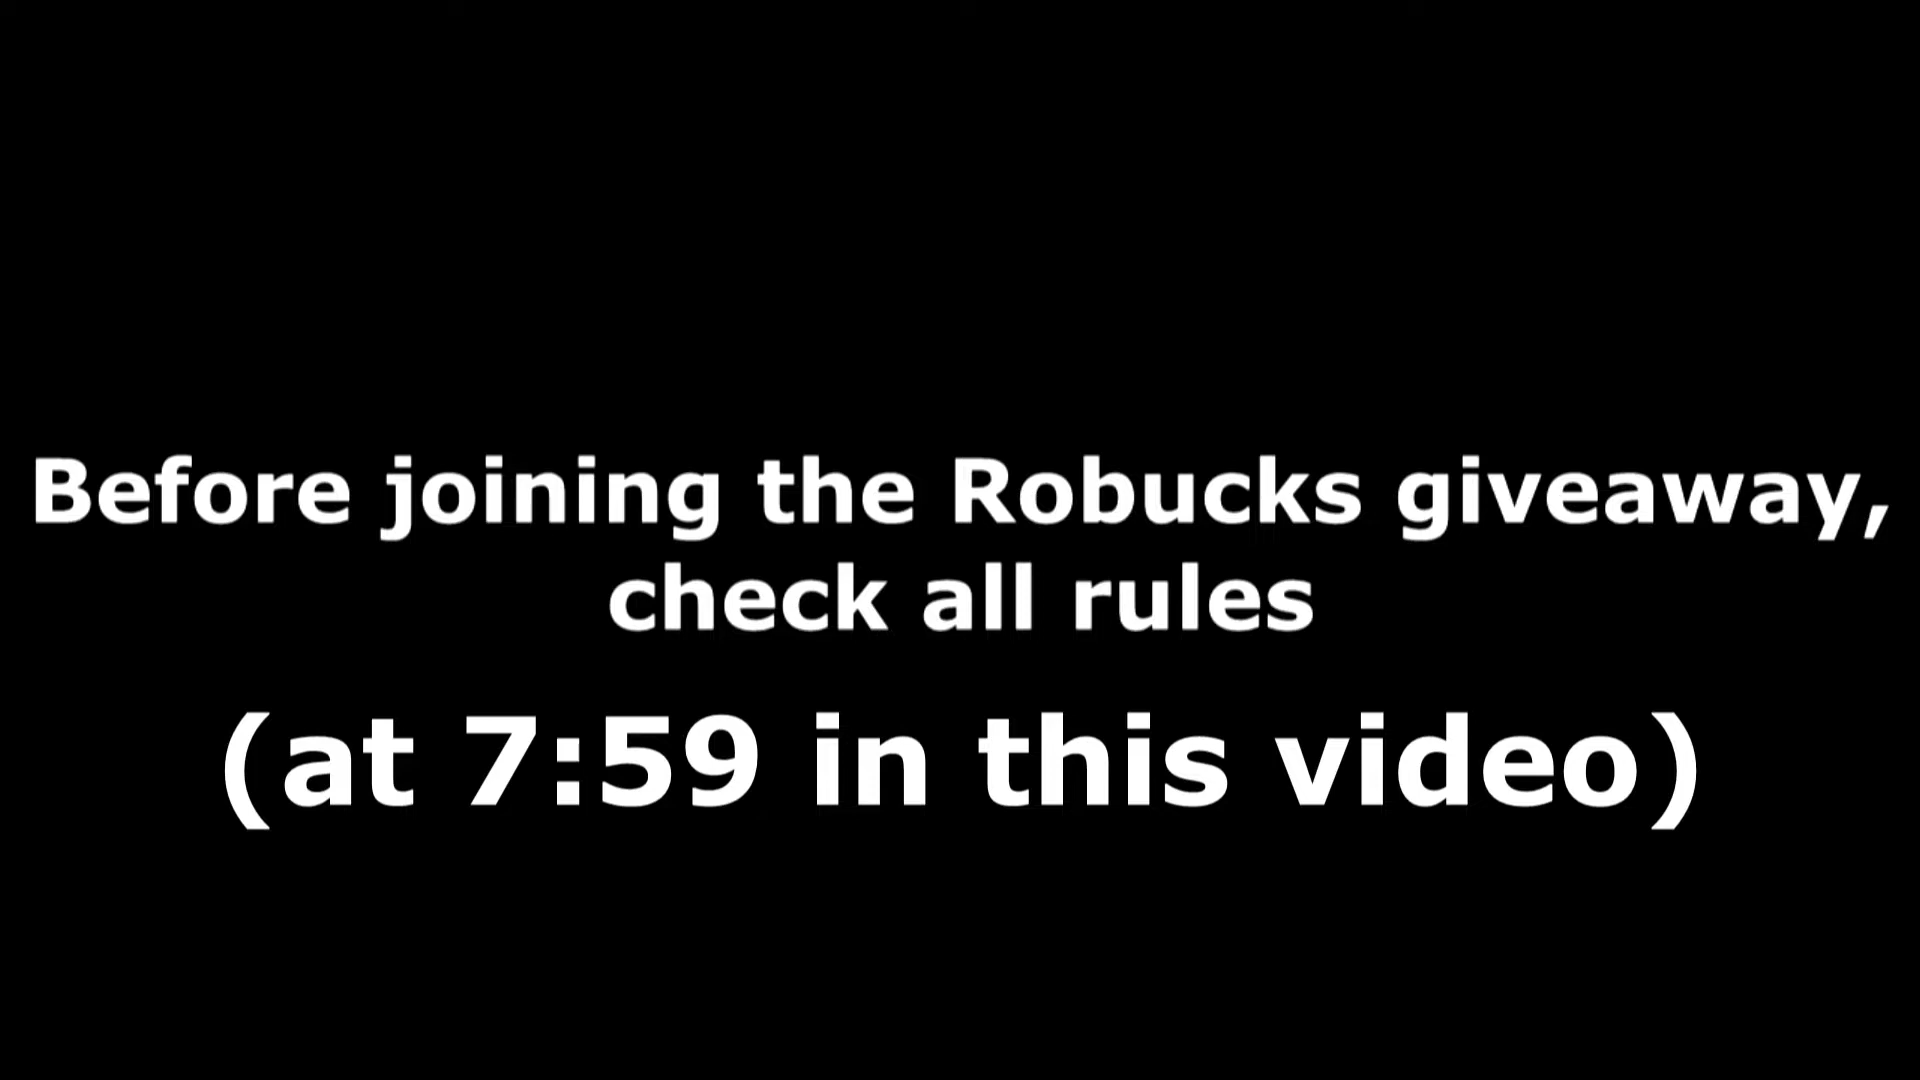 Before joining the Robucks giveaway,
check all rules
(at 7:59 in this video)